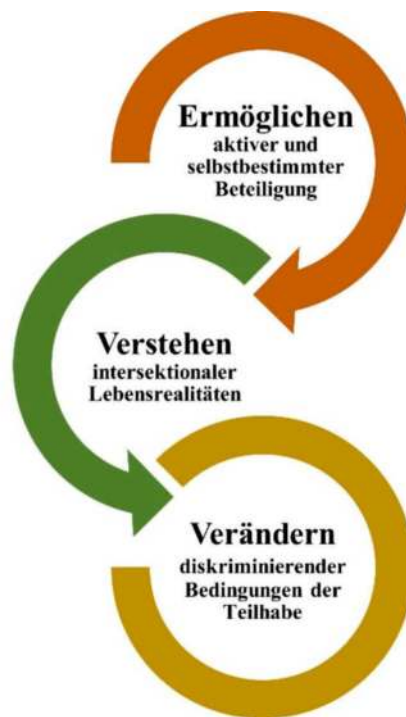 Ermöglichen
aktiver und
selbstbestimmter
Beteiligung
Verstehen
intersektionaler
Lebensrealitäten
Verändern
diskriminierender
Bedingungen der
Teilhabe